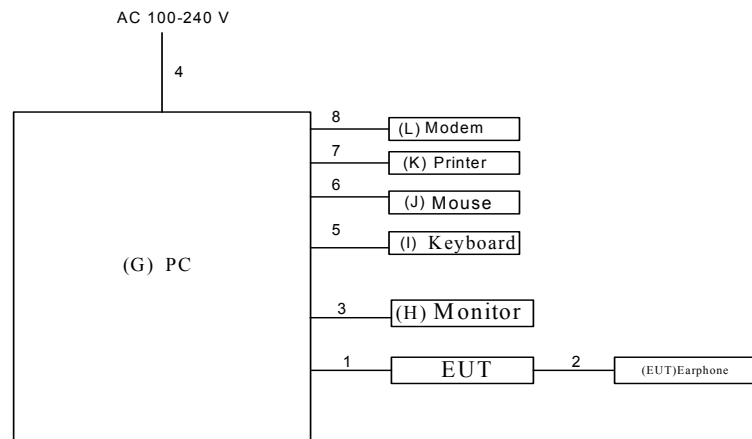 AC 100-240 V
4
8
(L) Modem
7
(K) Printer
6
(J) Mouse
5
(I) Keyboard
(G) PC
3
(H) Monitor
1
EUT
2
(EUT)Earphone